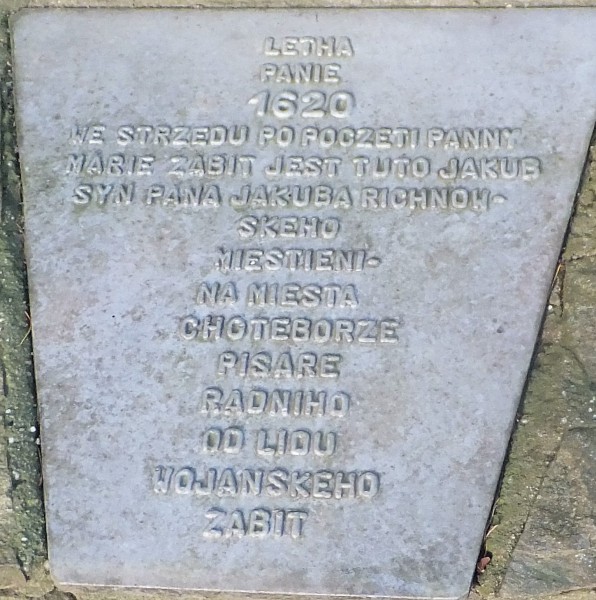 LETHA
PANIE
1620
WE STRZEDU PO POCZETI PANNY
MARIE ZABIT JEST TUTO JAKUB
SYN PANA JAKUBA RICHNOW-
SKEHO
MIESTIENI-
NA MIESTA
CHOTEBORZE
PISARE
RADNIHO
OD LIDU
WOJANSKEHO
ZABIT